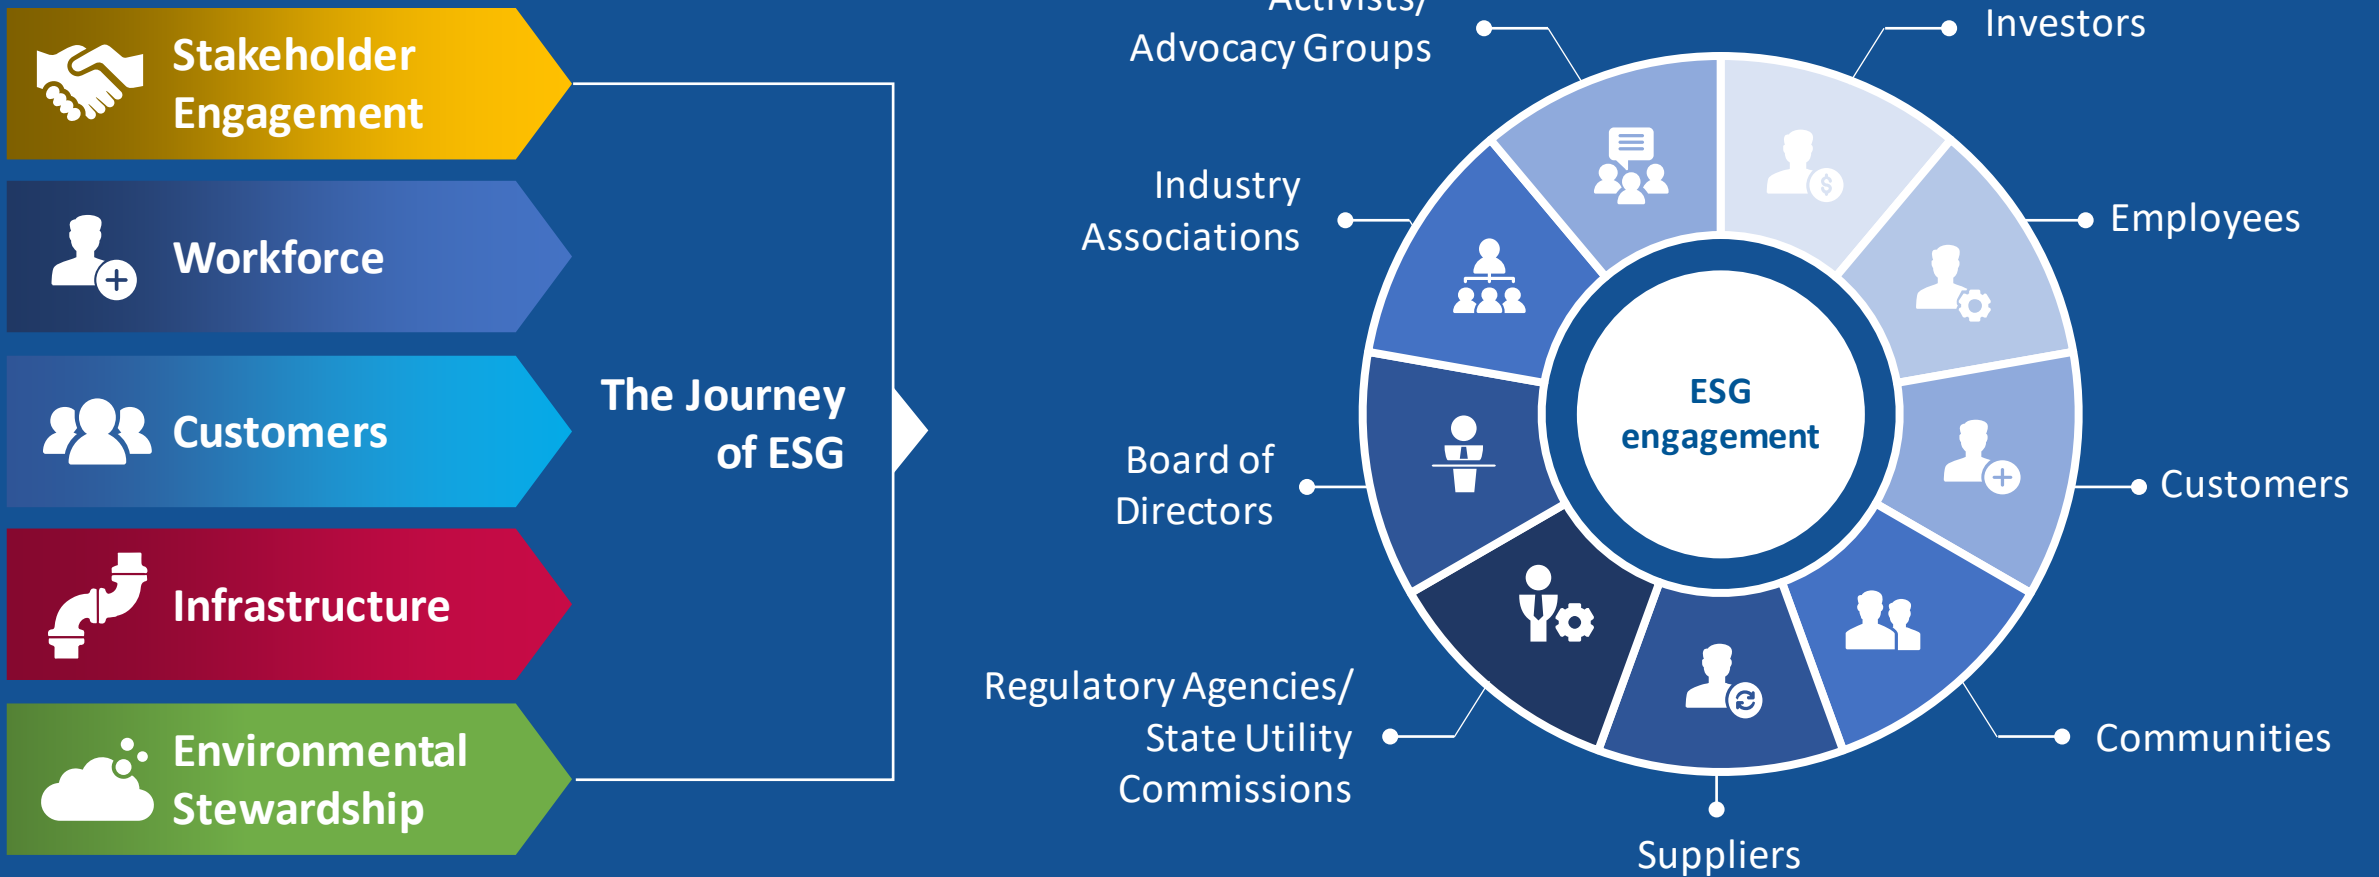 Stakeholder
Engagement
Workforce
Customers
Infrastructure
Environmental
Stewardship
The Journey
of ESG
Activists/
Advocacy Groups
Industry
Associations
Board of
Directors
Regulatory Agencies/
State Utility
Commissions
Suppliers
Communities
Customers
Employees
Investors
ESG
engagement
$